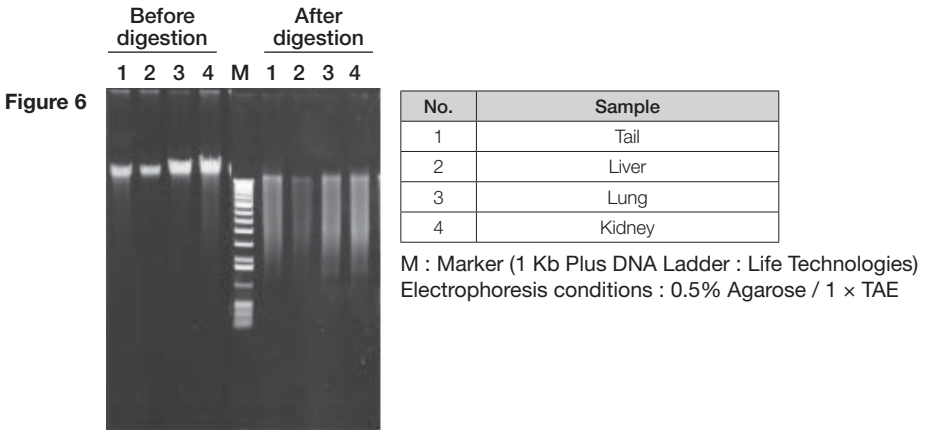 Before digestion
After digestion
1 2 3 4 M 1 2 3 4
Figure 6
No. Sample
1 Tail
2 Liver
3 Lung
4 Kidney
M : Marker (1 Kb Plus DNA Ladder : Life Technologies)
Electrophoresis conditions : 0.5% Agarose / 1 × TAE